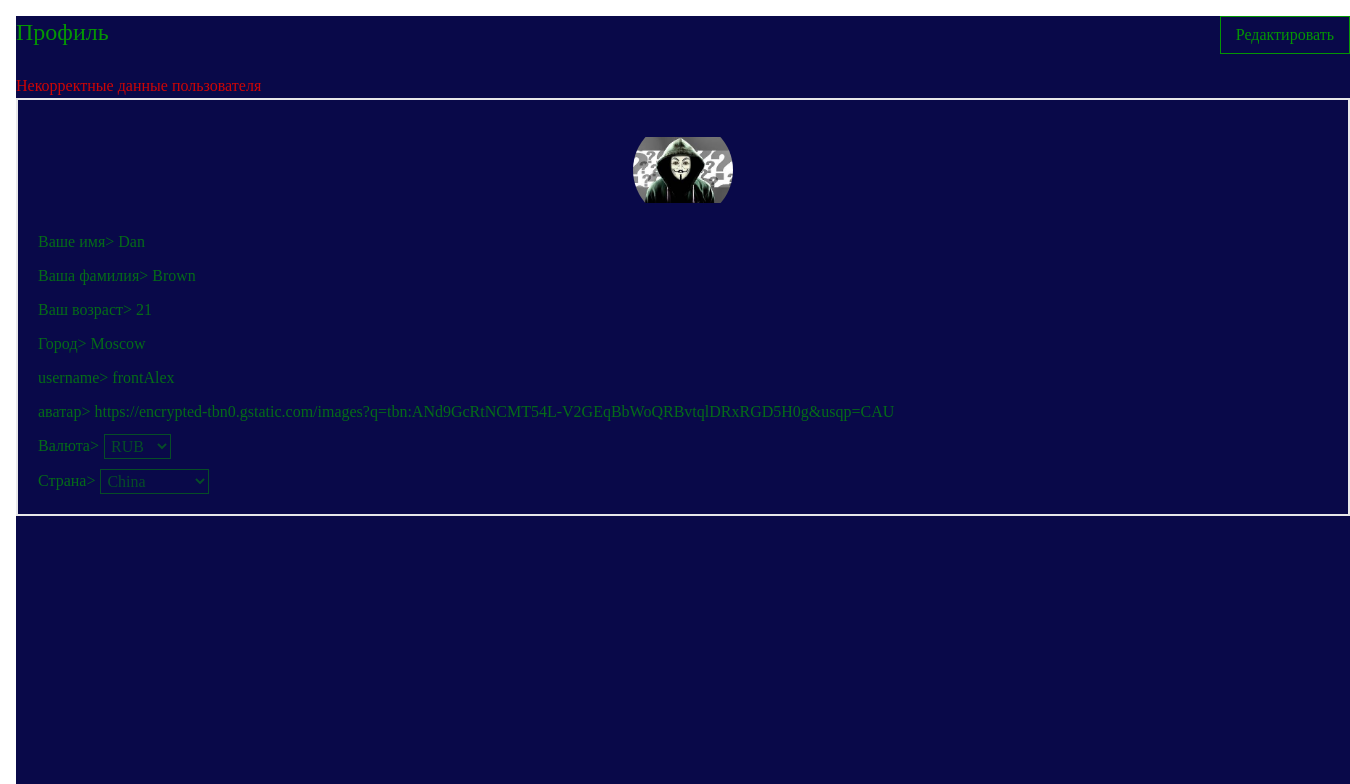 Профиль
Редактировать
Некорректные данные пользователя
Ваше имя> Dan
Ваша фамилия> Brown
Ваш возраст> 21
Город> Moscow
username> frontAlex
аватар> https://encrypted-tbn0.gstatic.com/images?q=tbn:ANd9GcRtNCMT54L-V2GEqBbWoQRBvtqlDRxRGD5H0g&usqp=CAU
Валюта> RUB
Страна> China